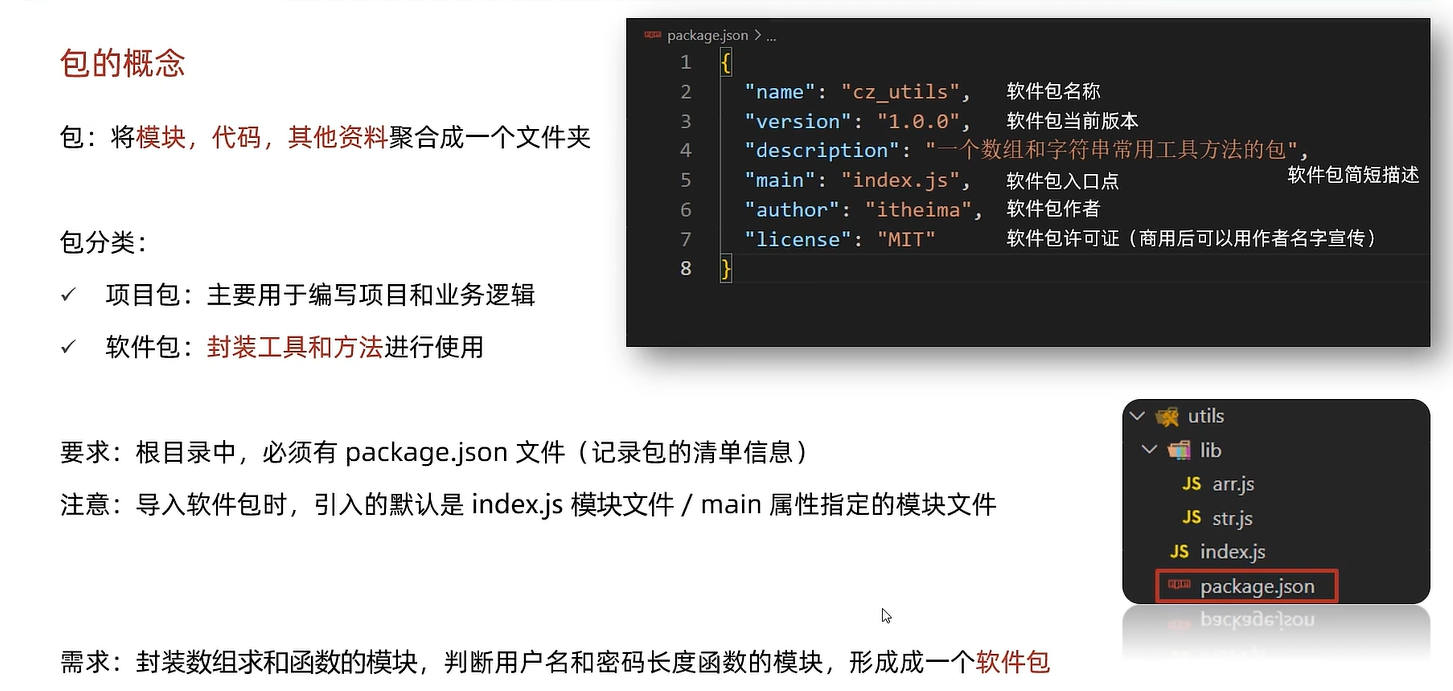 包的概念
包：将模块，代码，其他资料聚合成一个文件夹
包分类：
✓ 项目包：主要用于编写项目和业务逻辑
✓ 软件包：封装工具和方法进行使用
要求：根目录中，必须有 package.json 文件（记录包的清单信息）
注意：导入软件包时，引入的默认是 index.js 模块文件 / main 属性指定的模块文件
需求：封装数组求和函数的模块，判断用户名和密码长度函数的模块，形成成一个软件包
package.json > ...
1 {
2 "name": "cz_utils", 软件包名称
3 "version": "1.0.0", 软件包当前版本
4 "description": "一个数组和字符串常用工具方法的包",
软件包简短描述
5 "main": "index.js", 软件包入口点
6 "author": "itheima", 软件包作者
7 "license": "MIT" 软件包许可证（商用后可以用作者名字宣传）
8 }
utils
lib
JS arr.js
JS str.js
JS index.js
package.json